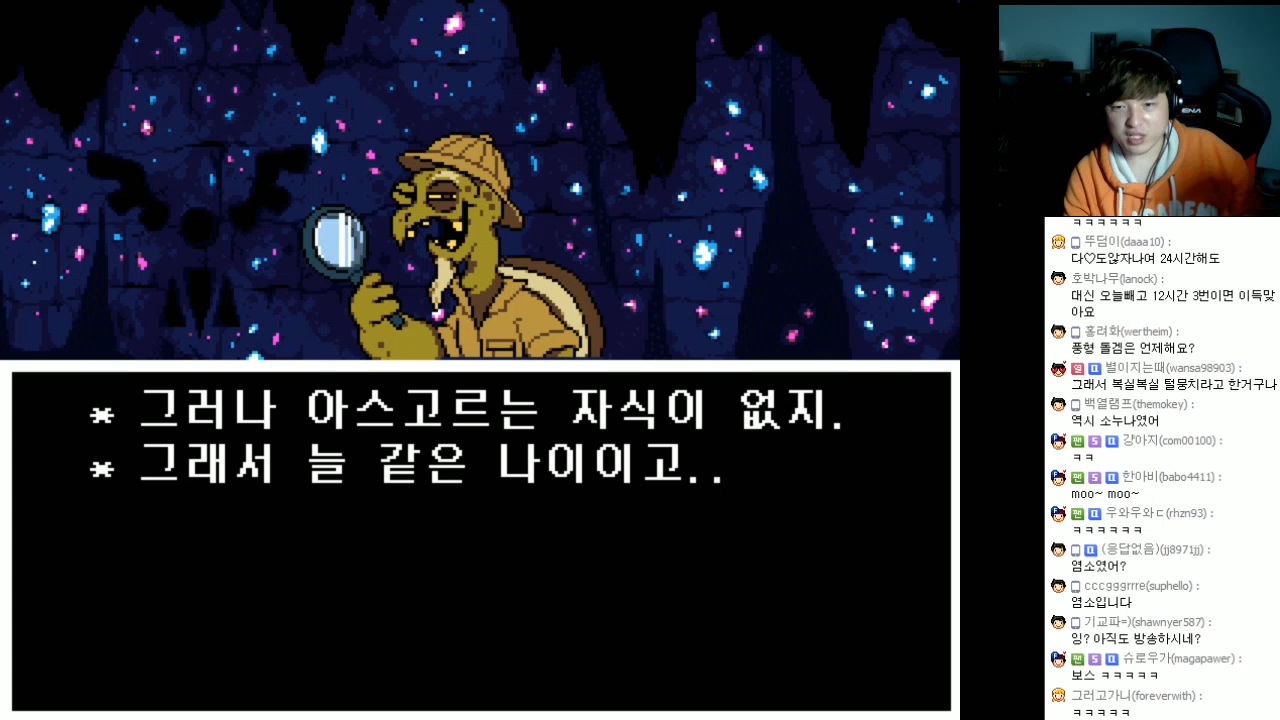 * 그러나 아스고르는 자식이 없지.
* 그래서 늘 같은 나이이고..
ㅋㅋㅋㅋㅋㅋ
뚜덤이(daaa10) :
다♡도않자나여 24시간해도
호박나무(lanock) :
대신 오늘빼고 12시간 3번이면 이득맞
아요
홍려화(wertheim) :
풍형 돌겜은 언제해요?
열 별이지는때(wansa98903) :
그래서 복실복실 털뭉치라고 한거구나
백열램프(themokey) :
역시 소누나였어
팬 S 걍아지(com00100) :
ㅋㅋ
팬 S 한아비(babo4411) :
moo~ moo~
팬 우와우와ㄷ(rhzn93) :
ㅋㅋㅋㅋㅋㅋ
(응답없음)(jj8971jj) :
염소였어?
cccgggrrre(suphello) :
염소입니다
기교파=)(shawnyer587) :
잉? 아직도 방송하시네?
팬 S 슈로우가(magapawer) :
보스 ㅋㅋㅋㅋㅋ
그러고가니(foreverwith) :
ㅋㅋㅋㅋㅋ